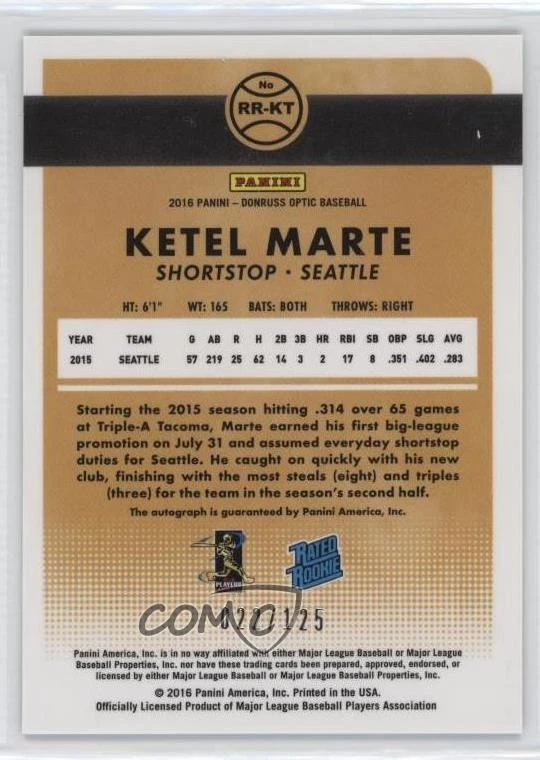 No
RR-KT
PANINI
2016 PANINI – DONRUSS OPTIC BASEBALL
KETEL MARTE
SHORTSTOP · SEATTLE
HT: 6'1" WT: 165 BATS: BOTH THROWS: RIGHT
YEAR TEAM G AB R H 2B 3B HR RBI SB OBP SLG AVG
2015 SEATTLE 57 219 25 62 14 3 2 17 8 .351 .402 .283
Starting the 2015 season hitting .314 over 65 games
at Triple-A Tacoma, Marte earned his first big-league
promotion on July 31 and assumed everyday shortstop
duties for Seattle. He caught on quickly with his new
club, finishing with the most steals (eight) and triples
(three) for the team in the season's second half.
The autograph is guaranteed by Panini America, Inc.
PLAYERS
RATED
ROOKIE
COMC
022/125
Panini America, Inc. is in no way affiliated with either Major League Baseball or Major League
Baseball Properties, Inc. nor have these trading cards been prepared, approved, endorsed, or
licensed by either Major League Baseball or Major League Baseball Properties, Inc.
© 2016 Panini America, Inc. Printed in the USA.
Officially Licensed Product of Major League Baseball Players Association